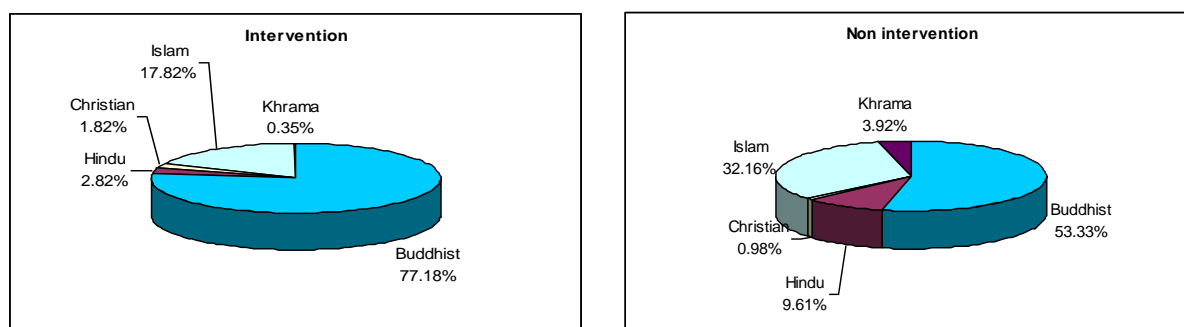 Intervention
Islam
17.82%
Khrama
0.35%
Christian
1.82%
Hindu
2.82%
Buddhist
77.18%
Non intervention
Khrama
3.92%
Islam
32.16%
Buddhist
53.33%
Christian
0.98%
Hindu
9.61%